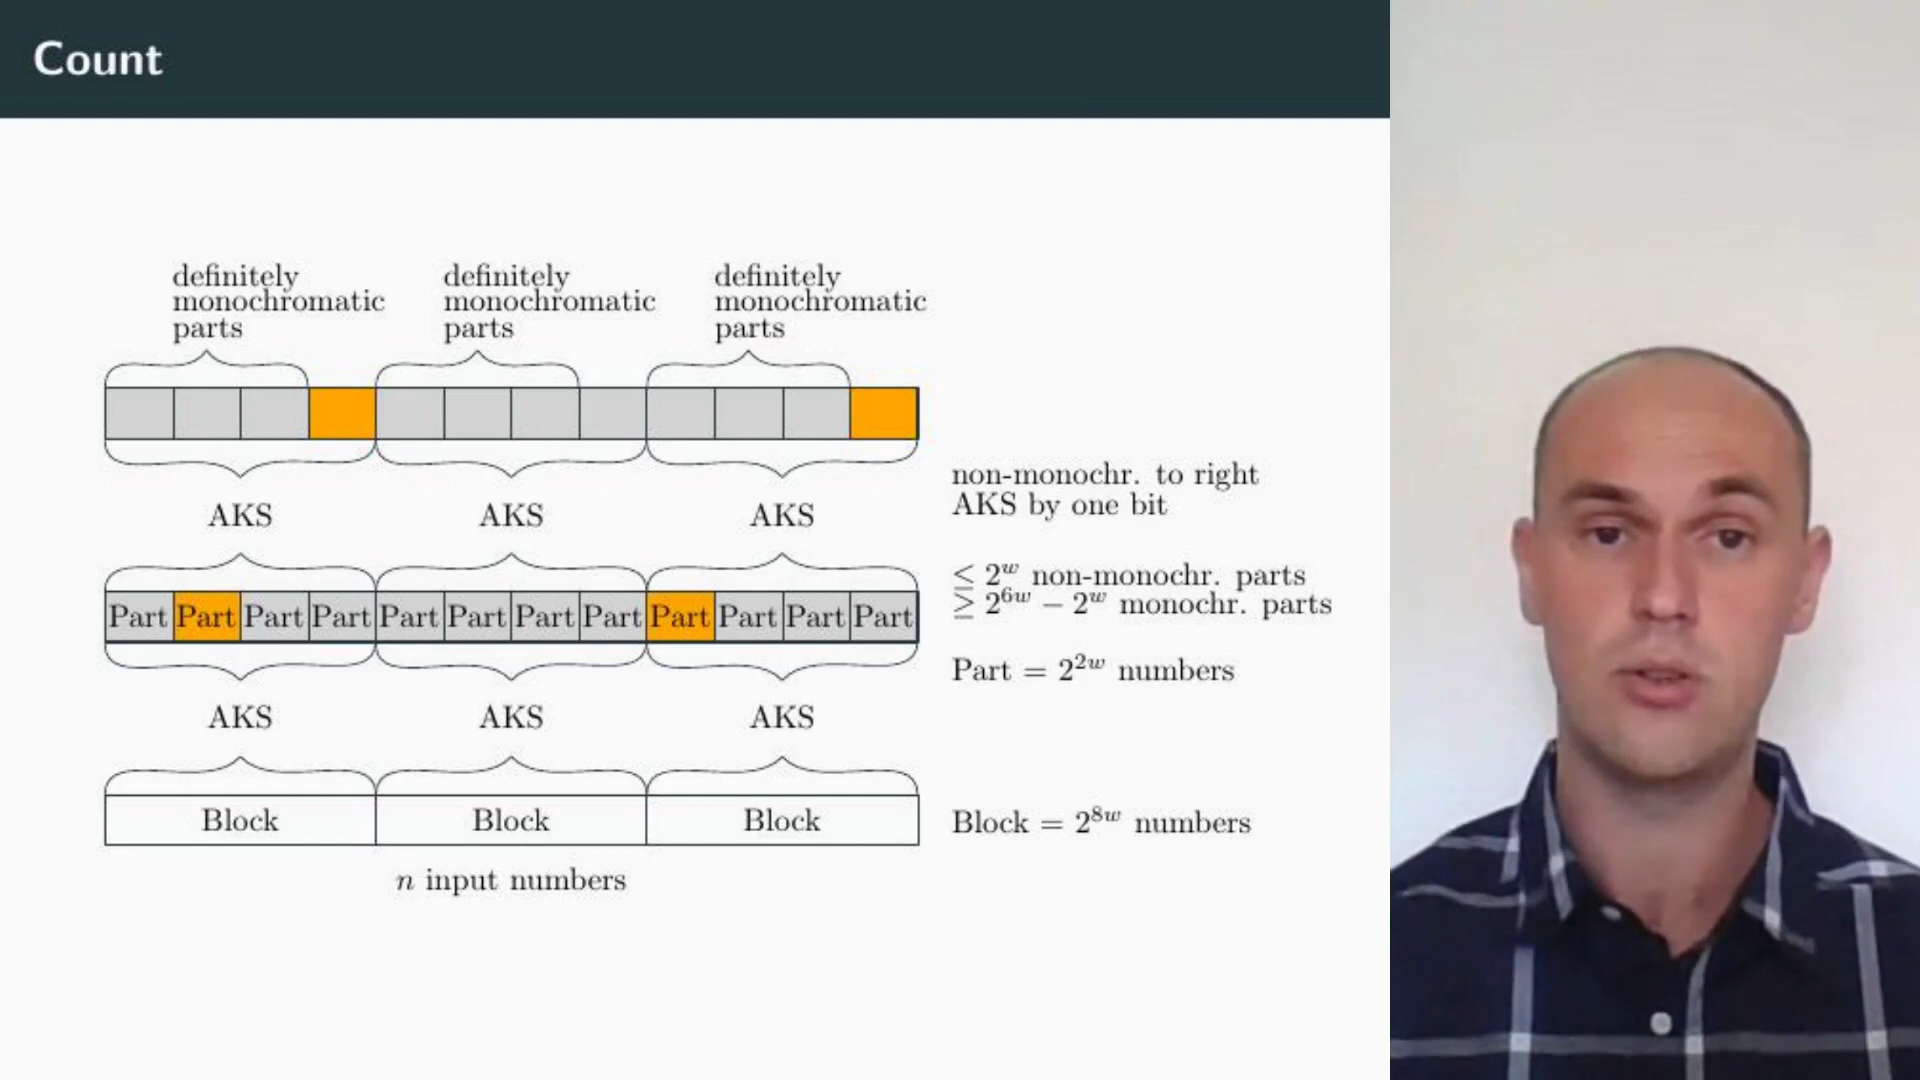 Count
definitely
monochromatic
parts
definitely
monochromatic
parts
definitely
monochromatic
parts
AKS AKS AKS
non-monochr. to right
AKS by one bit
≤ 2^w non-monochr. parts
≥ 2^{6w} − 2^w monochr. parts
Part Part Part Part Part Part Part Part Part Part Part Part
Part = 2^{2w} numbers
AKS AKS AKS
Block Block Block
Block = 2^{8w} numbers
n input numbers